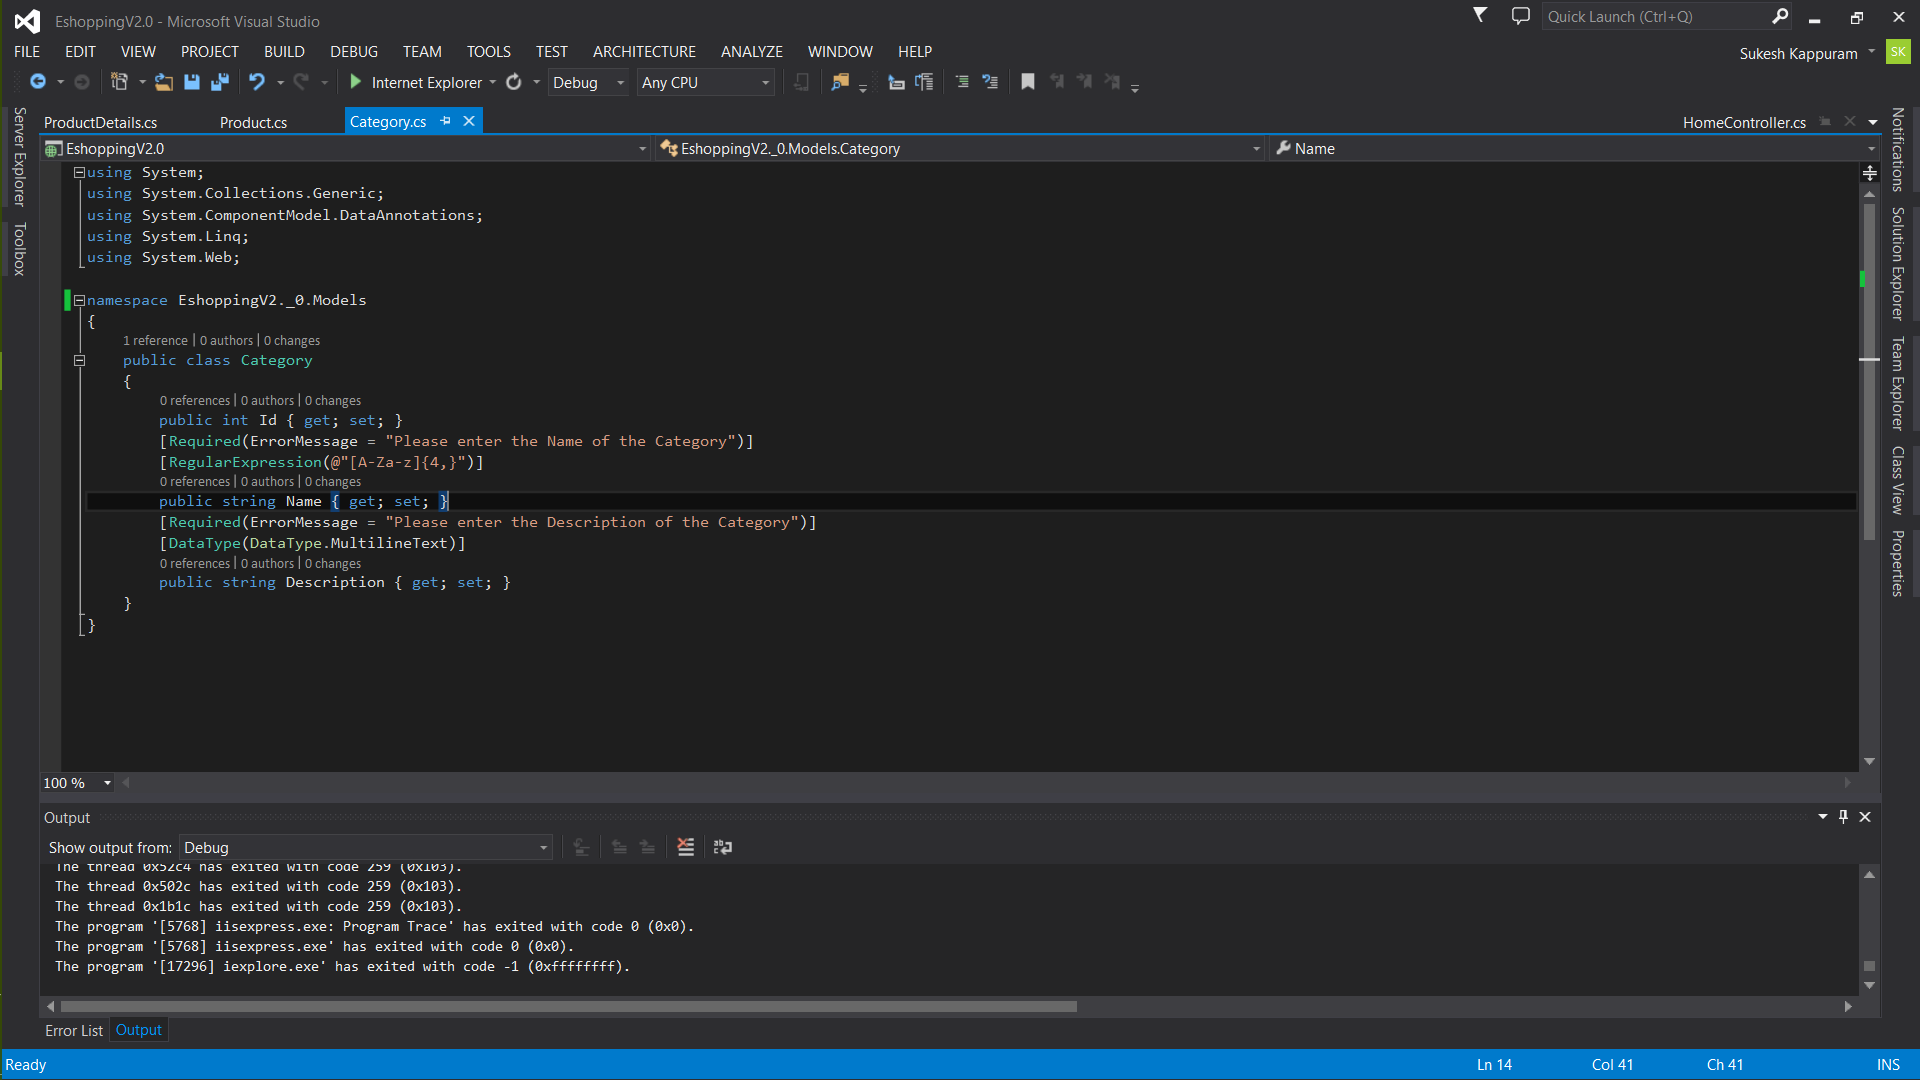 EshoppingV2.0 - Microsoft Visual Studio
Quick Launch (Ctrl+Q)
FILE EDIT VIEW PROJECT BUILD DEBUG TEAM TOOLS TEST ARCHITECTURE ANALYZE WINDOW HELP
Sukesh Kappuram SK
Internet Explorer Debug Any CPU
ProductDetails.cs Product.cs Category.cs HomeController.cs
EshoppingV2.0 EshoppingV2._0.Models.Category Name
Server Explorer
Toolbox
using System;
using System.Collections.Generic;
using System.ComponentModel.DataAnnotations;
using System.Linq;
using System.Web;
namespace EshoppingV2._0.Models
{
1 reference | 0 authors | 0 changes
public class Category
{
0 references | 0 authors | 0 changes
public int Id { get; set; }
[Required(ErrorMessage = "Please enter the Name of the Category")]
[RegularExpression(@"[A-Za-z]{4,}")]
0 references | 0 authors | 0 changes
public string Name { get; set; }
[Required(ErrorMessage = "Please enter the Description of the Category")]
[DataType(DataType.MultilineText)]
0 references | 0 authors | 0 changes
public string Description { get; set; }
}
}
Notifications
Solution Explorer
Team Explorer
Class View
Properties
100 %
Output
Show output from: Debug
The thread 0x52c4 has exited with code 259 (0x103).
The thread 0x502c has exited with code 259 (0x103).
The thread 0x1b1c has exited with code 259 (0x103).
The program '[5768] iisexpress.exe: Program Trace' has exited with code 0 (0x0).
The program '[5768] iisexpress.exe' has exited with code 0 (0x0).
The program '[17296] iexplore.exe' has exited with code -1 (0xffffffff).
Error List Output
Ready Ln 14 Col 41 Ch 41 INS